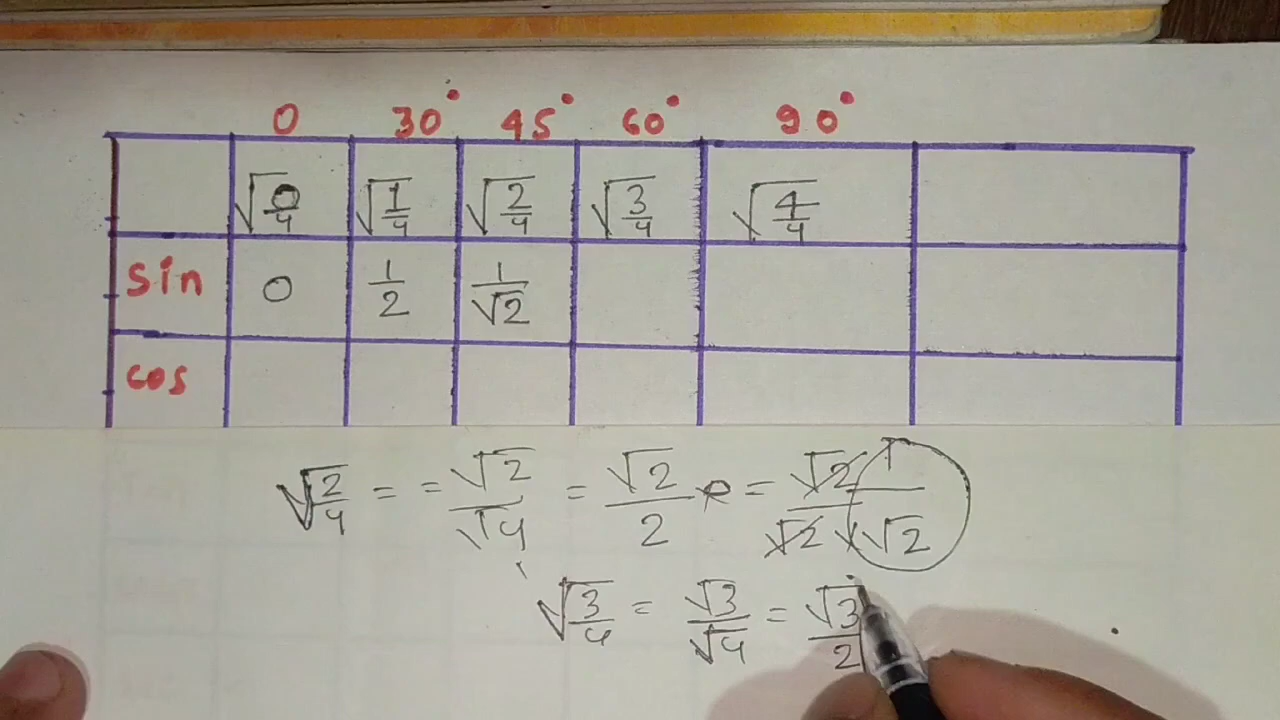 0 30° 45° 60° 90°
√0/4 √1/4 √2/4 √3/4 √4/4
sin 0 1/2 1/√2
cos
√2/4 = = √2/√4 = √2/2 = √2/√2 × 1/√2
√3/4 = √3/√4 = √3/2